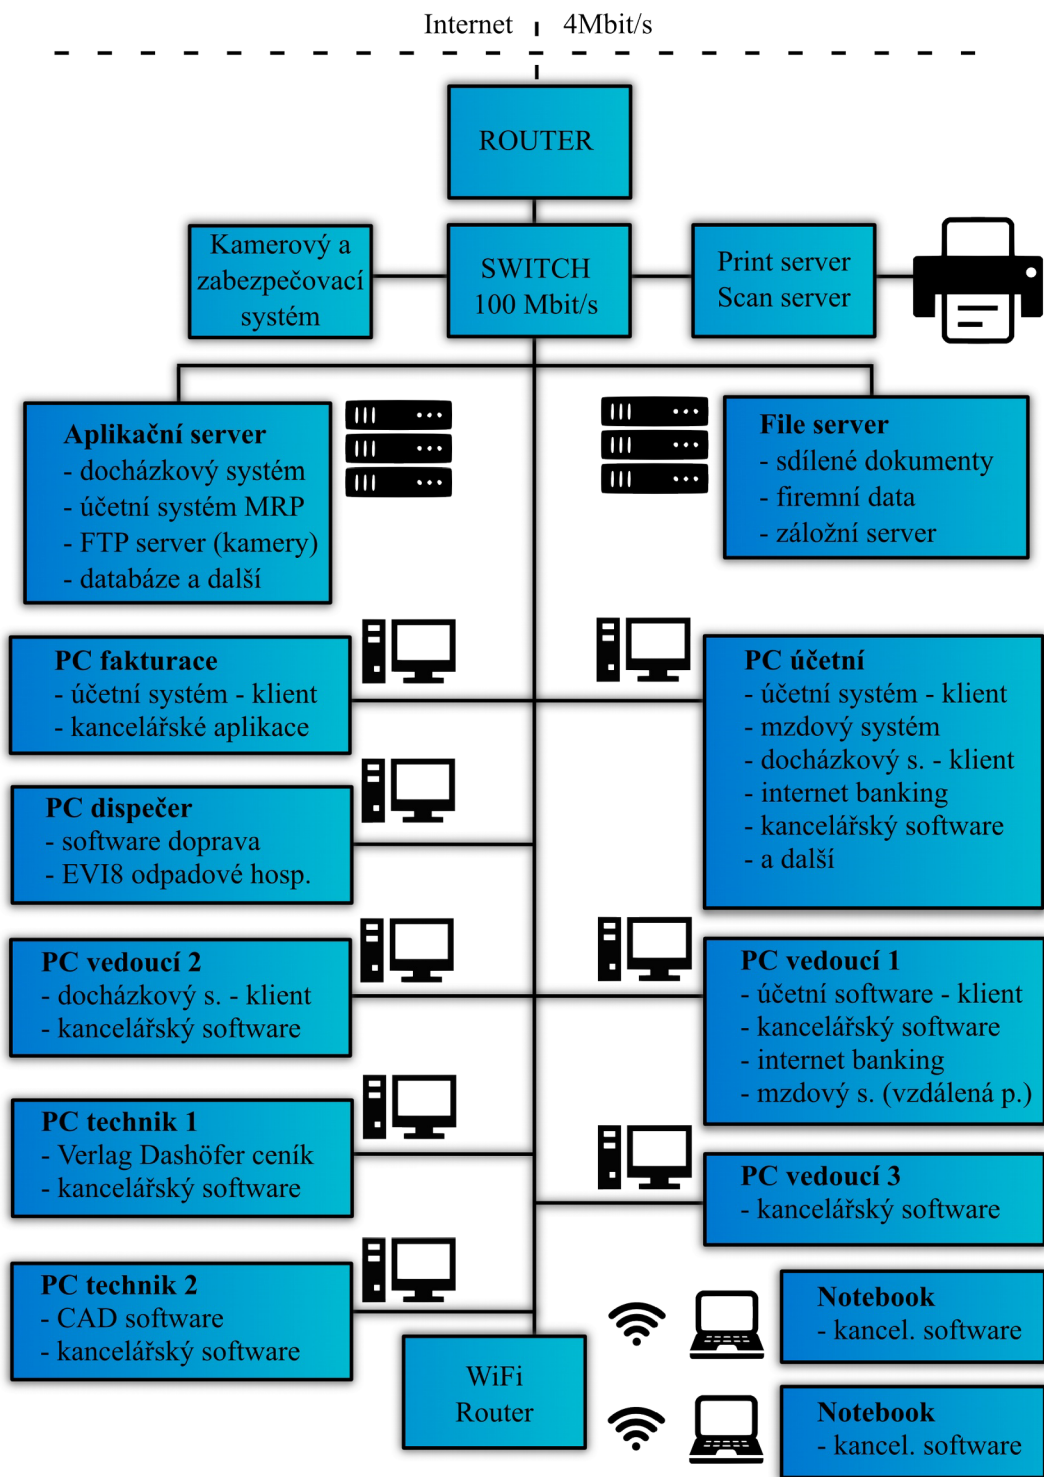 Internet 4Mbit/s
ROUTER
Kamerový a
zabezpečovací
systém
SWITCH
100 Mbit/s
Print server
Scan server
Aplikační server
- docházkový systém
- účetní systém MRP
- FTP server (kamery)
- databáze a další
File server
- sdílené dokumenty
- firemní data
- záložní server
PC fakturace
- účetní systém - klient
- kancelářské aplikace
PC účetní
- účetní systém - klient
- mzdový systém
- docházkový s. - klient
- internet banking
- kancelářský software
- a další
PC dispečer
- software doprava
- EVI8 odpadové hosp.
PC vedoucí 2
- docházkový s. - klient
- kancelářský software
PC vedoucí 1
- účetní software - klient
- kancelářský software
- internet banking
- mzdový s. (vzdálená p.)
PC technik 1
- Verlag Dashöfer ceník
- kancelářský software
PC vedoucí 3
- kancelářský software
PC technik 2
- CAD software
- kancelářský software
Notebook
- kancel. software
WiFi
Router
Notebook
- kancel. software